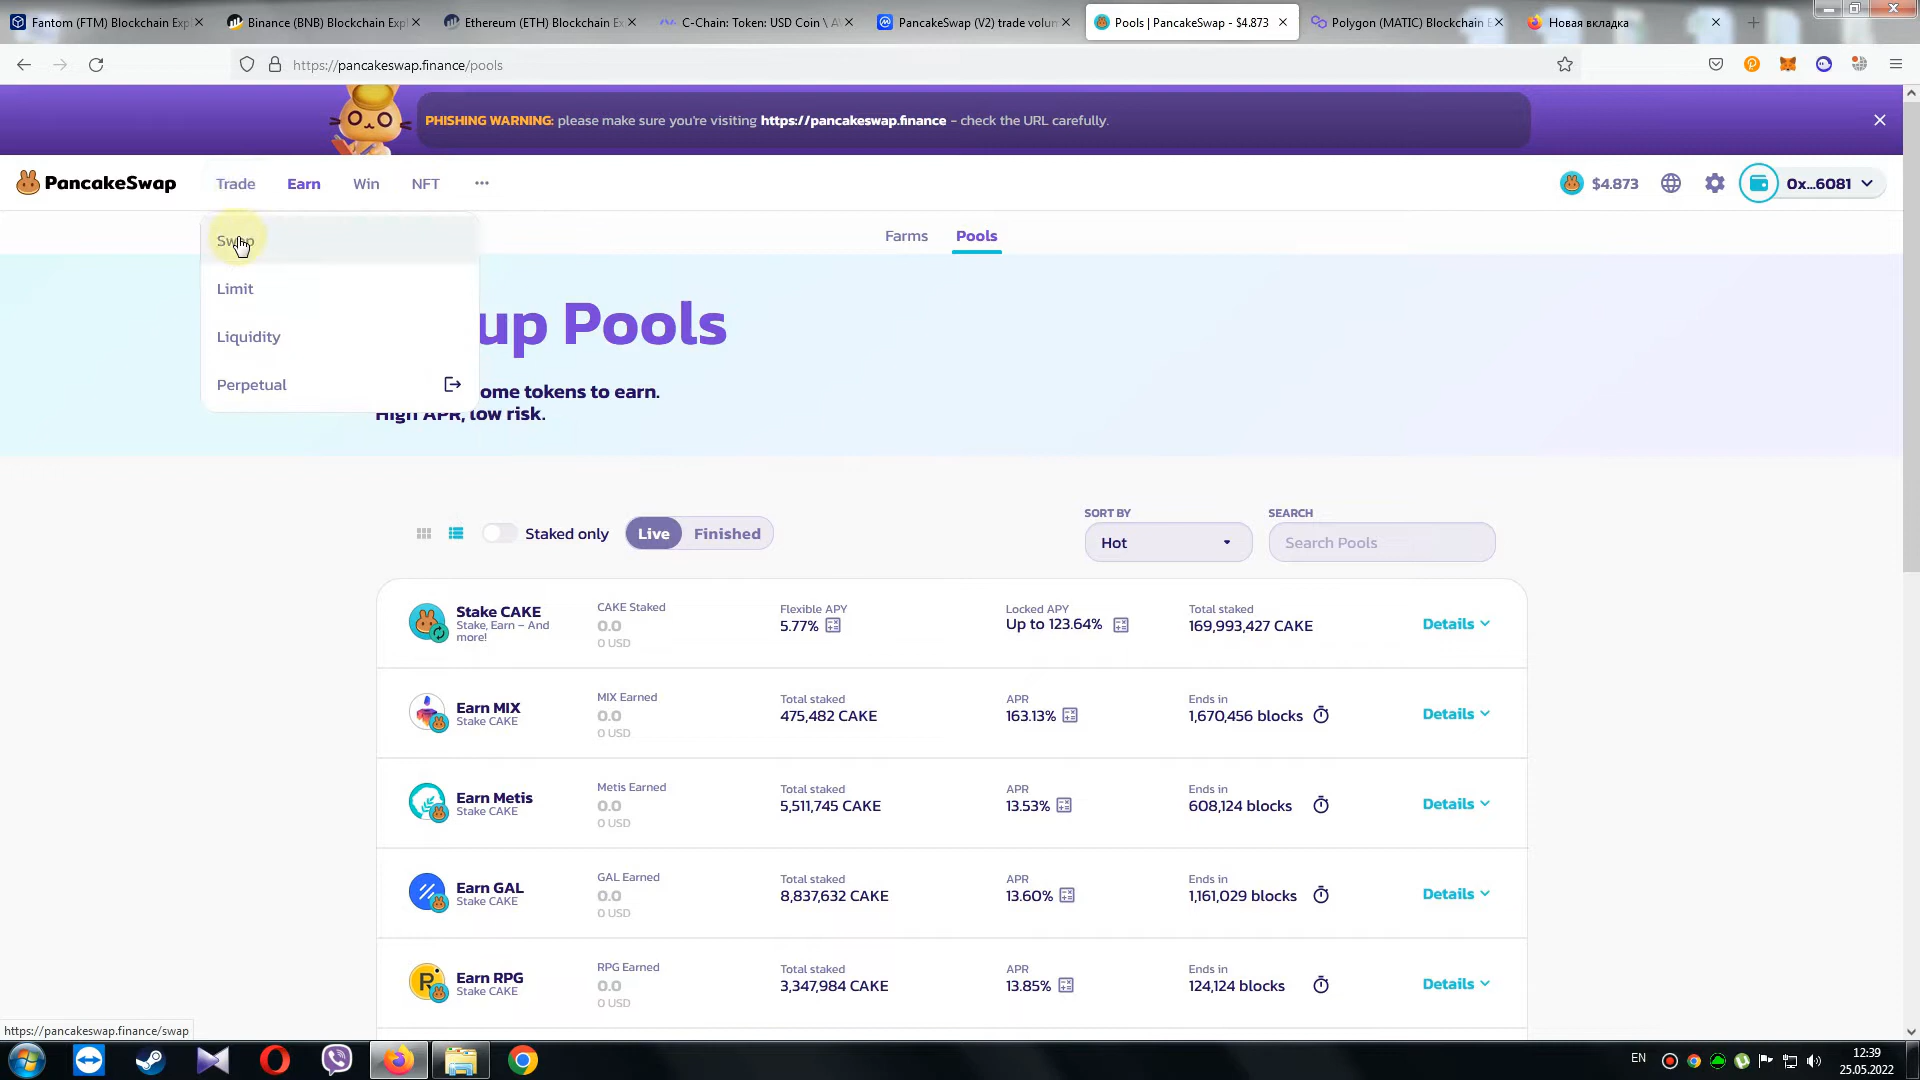 Fantom (FTM) Blockchain Expl
Binance (BNB) Blockchain Expl
Ethereum (ETH) Blockchain Ex
C-Chain: Token: USD Coin \ AV
PancakeSwap (V2) trade volum
Pools | PancakeSwap - $4.873
Polygon (MATIC) Blockchain E
Новая вкладка
https://pancakeswap.finance/pools
PHISHING WARNING: please make sure you're visiting https://pancakeswap.finance - check the URL carefully.
PancakeSwap
Trade
Earn
Win
NFT
$4.873
0x...6081
Swap
Limit
Liquidity
Perpetual
Farms
Pools
up Pools
ome tokens to earn.
High APR, low risk.
Staked only
Live
Finished
SORT BY
Hot
SEARCH
Search Pools
Stake CAKE
Stake, Earn – And
more!
CAKE Staked
0.0
0 USD
Flexible APY
5.77%
Locked APY
Up to 123.64%
Total staked
169,993,427 CAKE
Details
Earn MIX
Stake CAKE
MIX Earned
0.0
0 USD
Total staked
475,482 CAKE
APR
163.13%
Ends in
1,670,456 blocks
Details
Earn Metis
Stake CAKE
Metis Earned
0.0
0 USD
Total staked
5,511,745 CAKE
APR
13.53%
Ends in
608,124 blocks
Details
Earn GAL
Stake CAKE
GAL Earned
0.0
0 USD
Total staked
8,837,632 CAKE
APR
13.60%
Ends in
1,161,029 blocks
Details
Earn RPG
Stake CAKE
RPG Earned
0.0
0 USD
Total staked
3,347,984 CAKE
APR
13.85%
Ends in
124,124 blocks
Details
https://pancakeswap.finance/swap
EN
12:39
25.05.2022